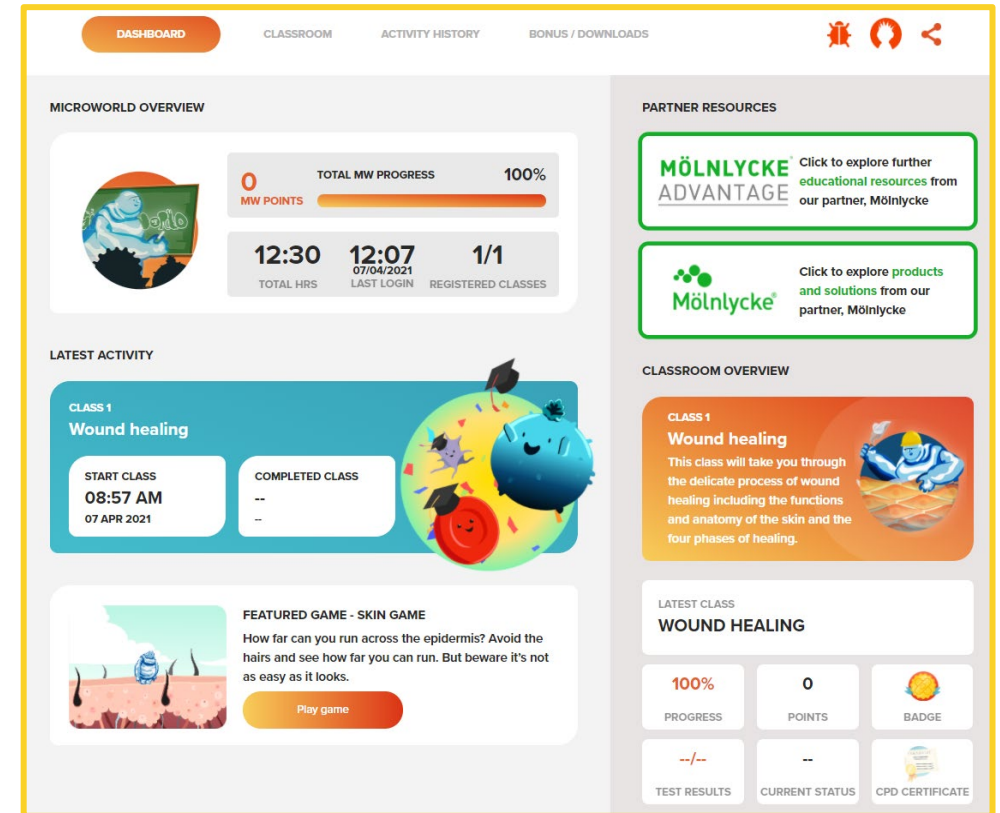 DASHBOARD
CLASSROOM
ACTIVITY HISTORY
BONUS / DOWNLOADS
MICROWORLD OVERVIEW
0
MW POINTS
TOTAL MW PROGRESS
100%
12:30
TOTAL HRS
12:07
07/04/2021
LAST LOGIN
1/1
REGISTERED CLASSES
LATEST ACTIVITY
CLASS 1
Wound healing
START CLASS
08:57 AM
07 APR 2021
COMPLETED CLASS
--
--
FEATURED GAME - SKIN GAME
How far can you run across the epidermis? Avoid the
hairs and see how far you can run. But beware it's not
as easy as it looks.
Play game
PARTNER RESOURCES
MÖLNLYCKE®
ADVANTAGE
Click to explore further
educational resources from
our partner, Mölnlycke
Mölnlycke®
Click to explore products
and solutions from our
partner, Mölnlycke
CLASSROOM OVERVIEW
CLASS 1
Wound healing
This class will take you through
the delicate process of wound
healing including the functions
and anatomy of the skin and the
four phases of healing.
LATEST CLASS
WOUND HEALING
100%
PROGRESS
0
POINTS
BADGE
--/--
TEST RESULTS
--
CURRENT STATUS
CPD CERTIFICATE